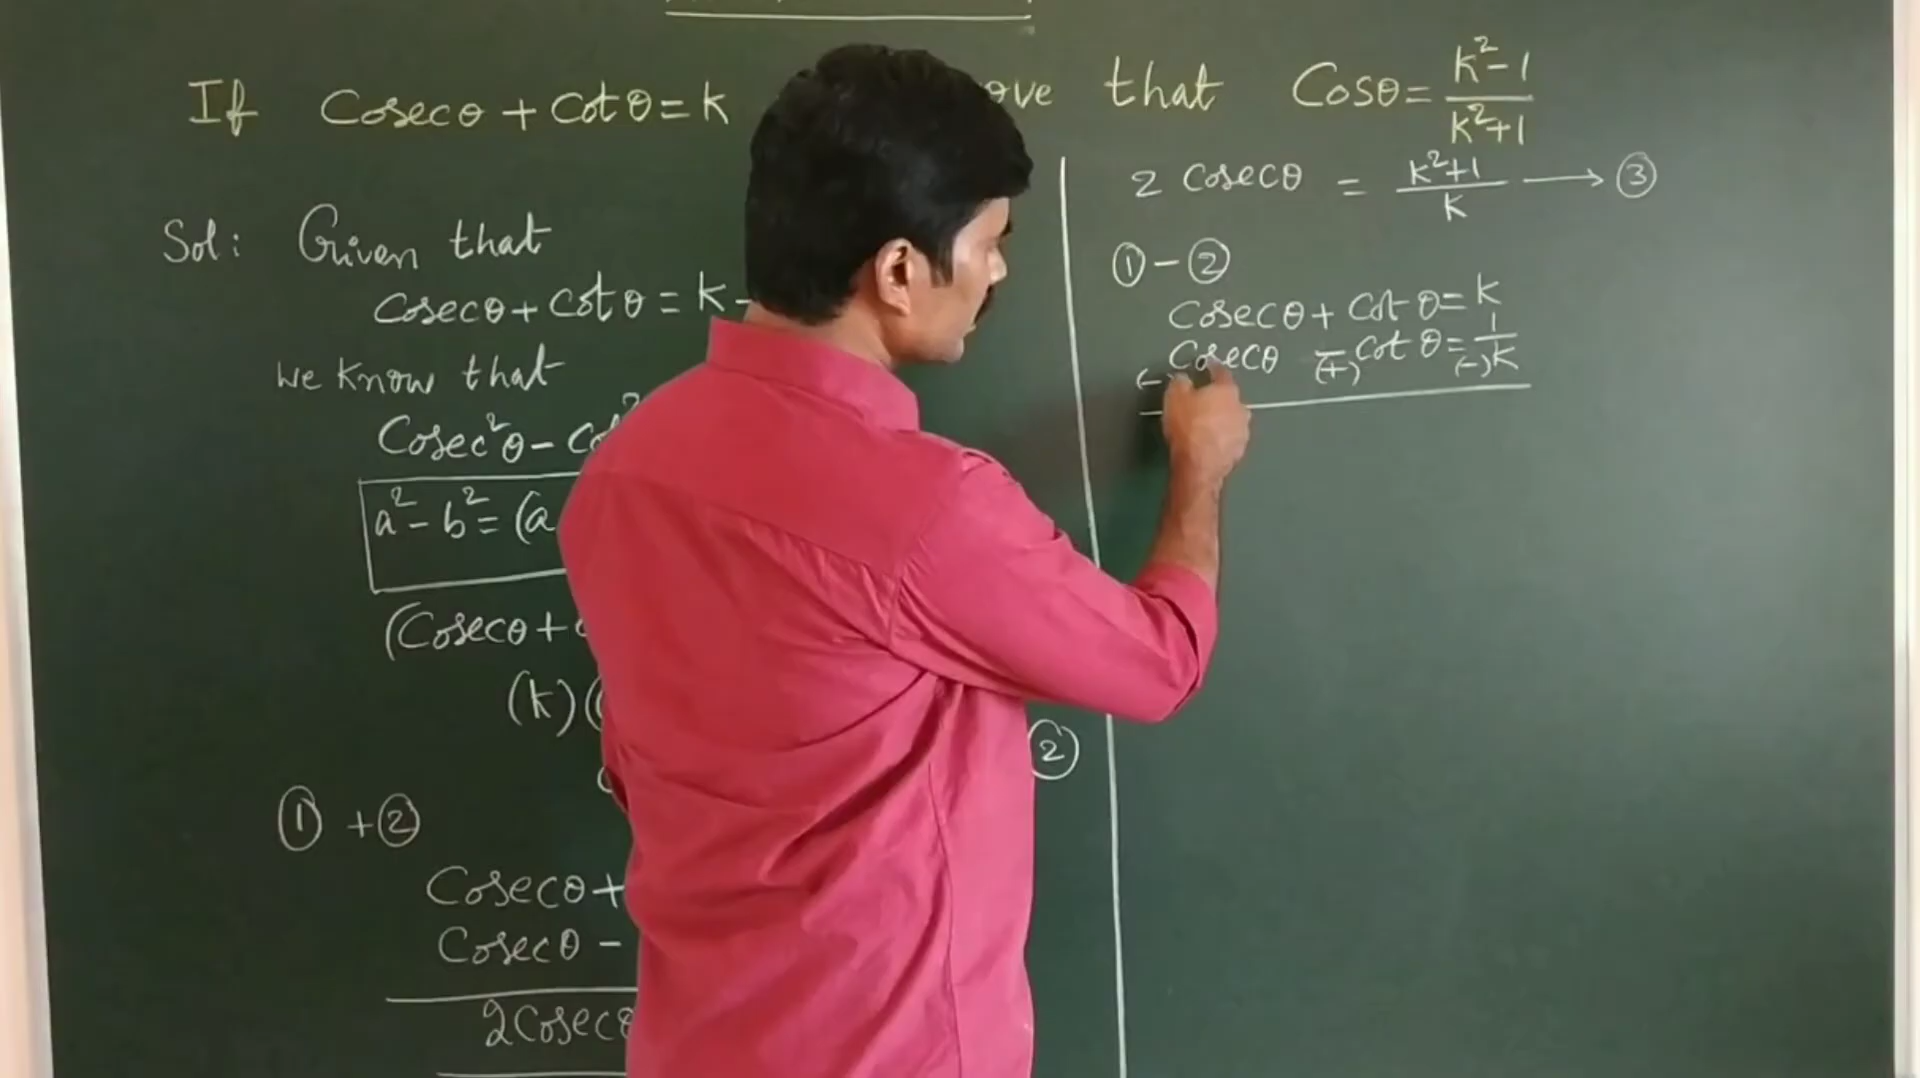 If Cosecθ + Cotθ = k ove that Cosθ = k²-1/k²+1
Sol: Given that
Cosecθ + Cotθ = k -
we know that
Cosec²θ - Co
a² - b² = (a
(Cosecθ +
(k)(
②
① + ②
Cosecθ +
Cosecθ -
2Cosecθ
2 Cosecθ = k²+1/k → ③
① - ②
Cosecθ + Cotθ = k
Cosecθ - Cotθ = 1/k
(-) (+) (-)